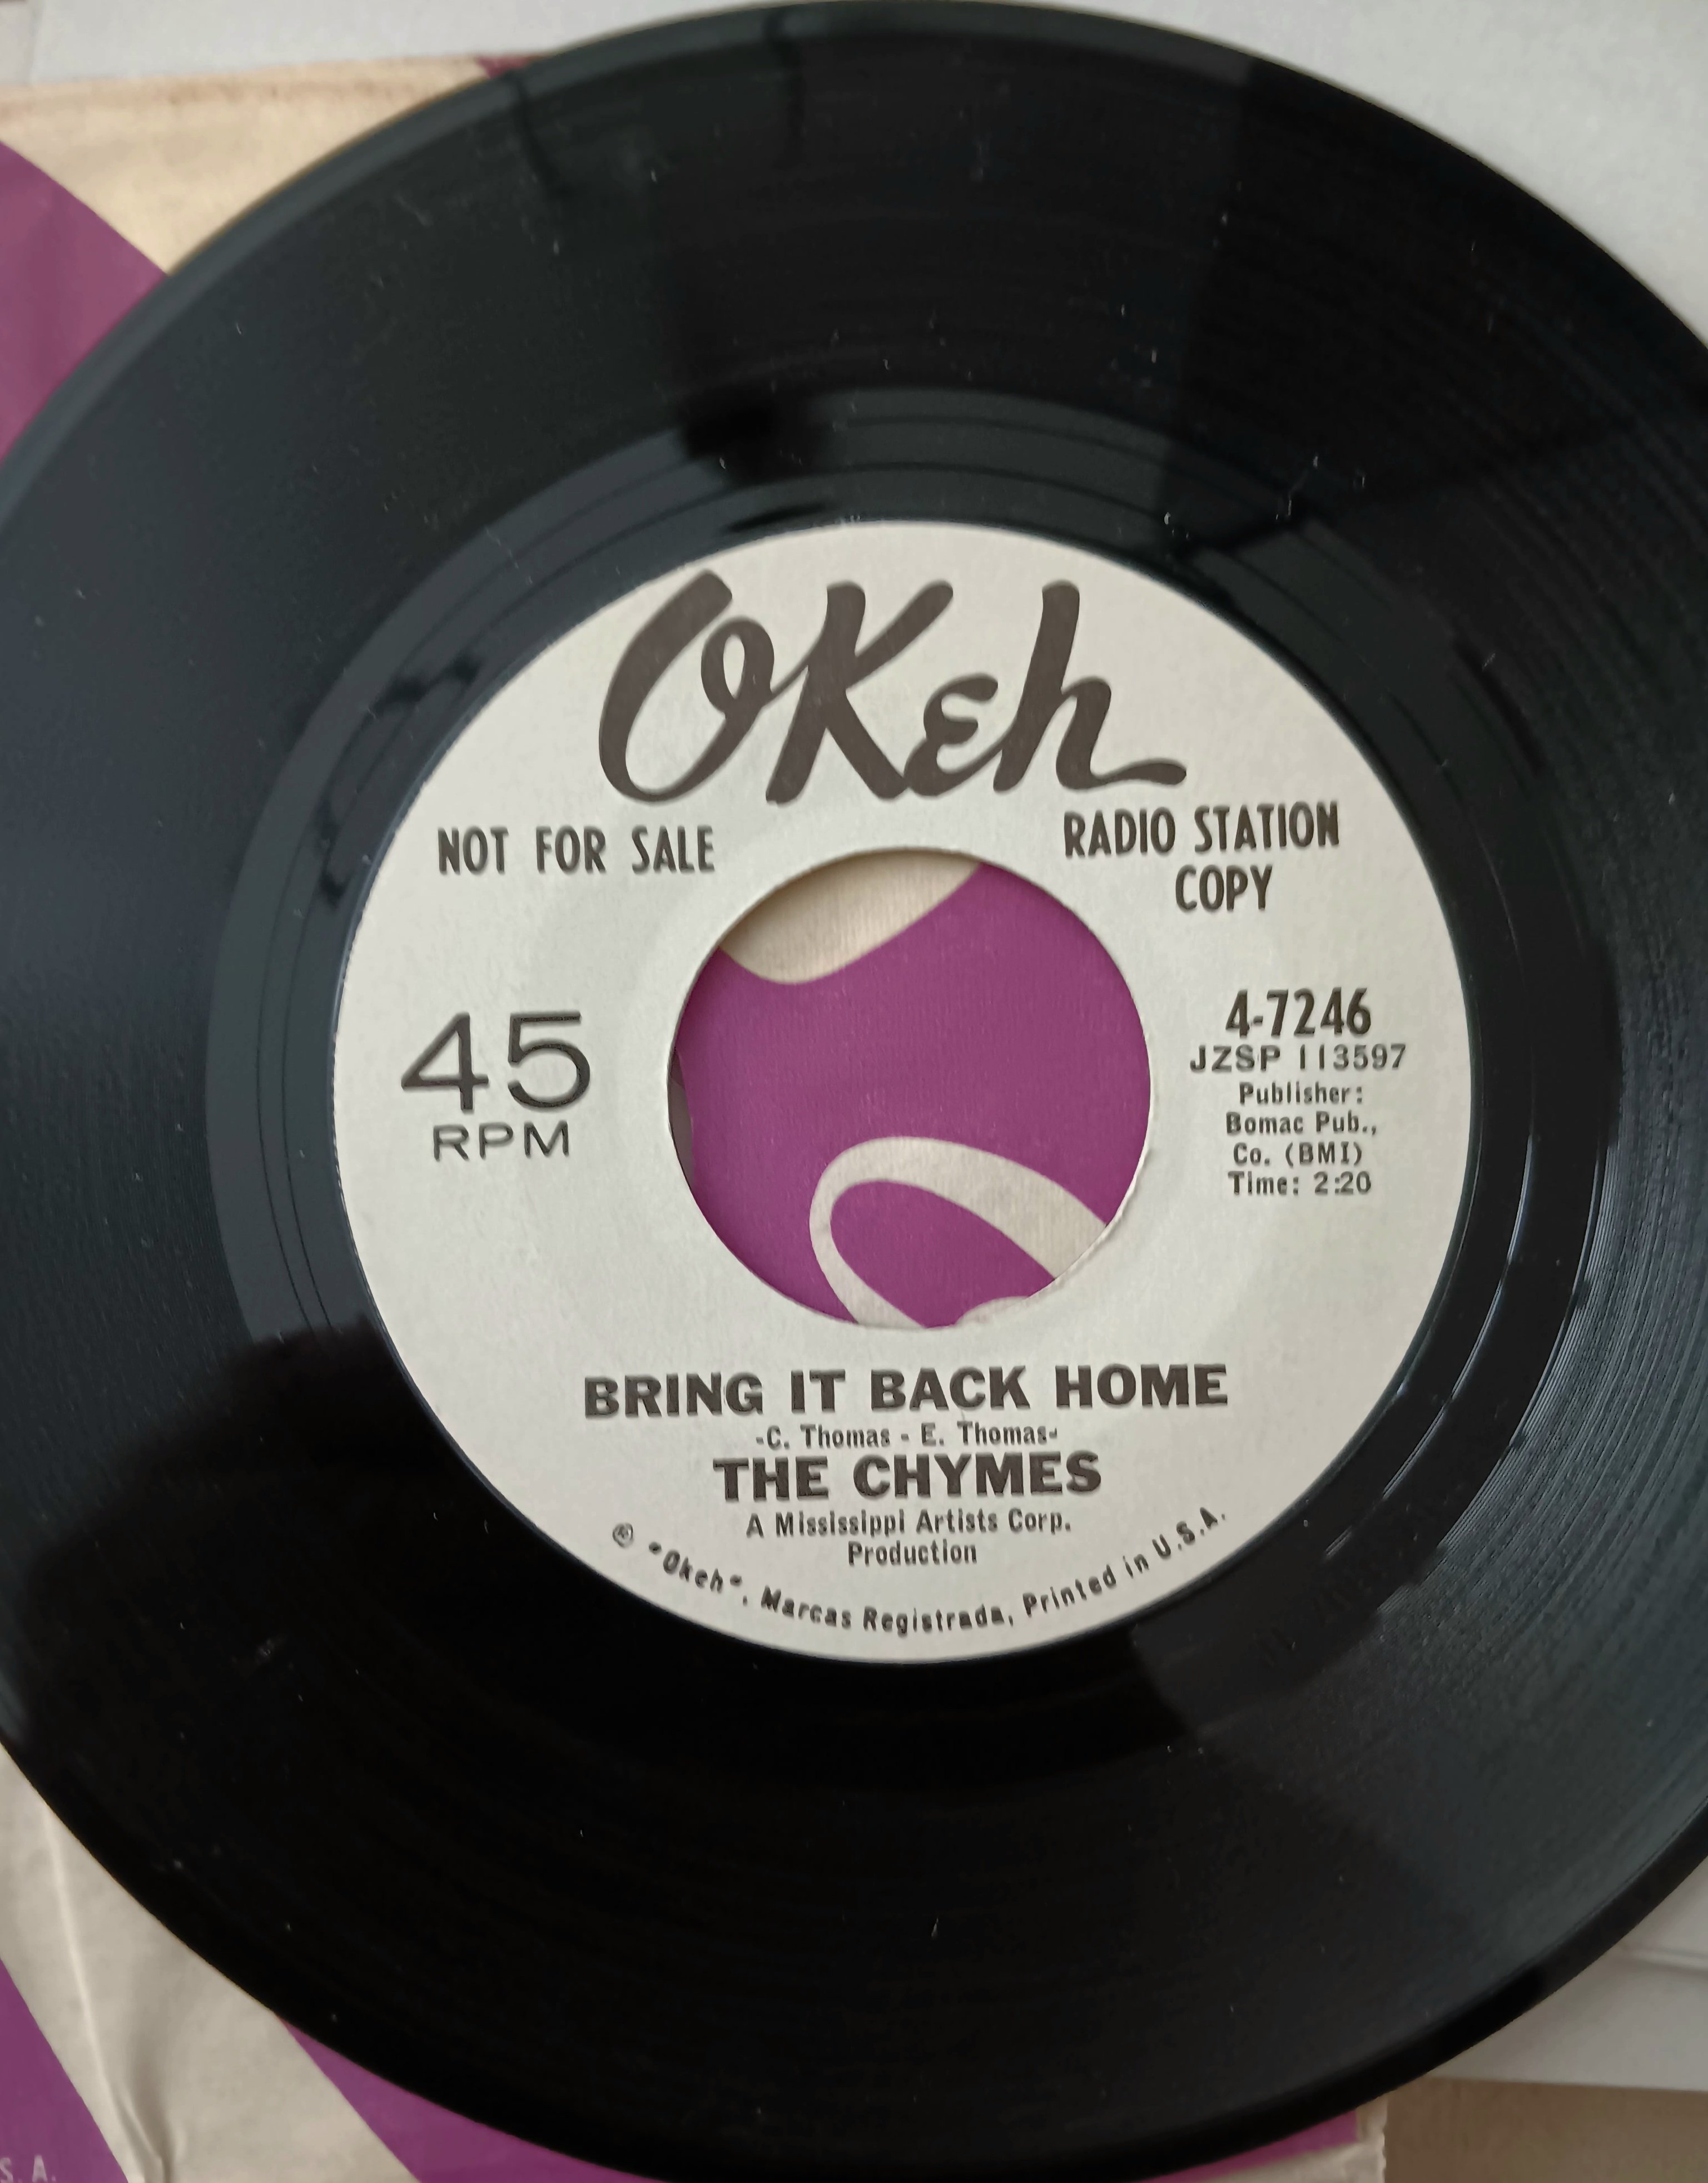 OKeh
NOT FOR SALE
RADIO STATION
COPY
45
RPM
4-7246
JZSP 113597
Publisher:
Bomac Pub.,
Co. (BMI)
Time: 2:20
BRING IT BACK HOME
-C. Thomas - E. Thomas-
THE CHYMES
A Mississippi Artists Corp.
Production
® "Okeh", Marcas Registrada, Printed in U.S.A.
S. A.